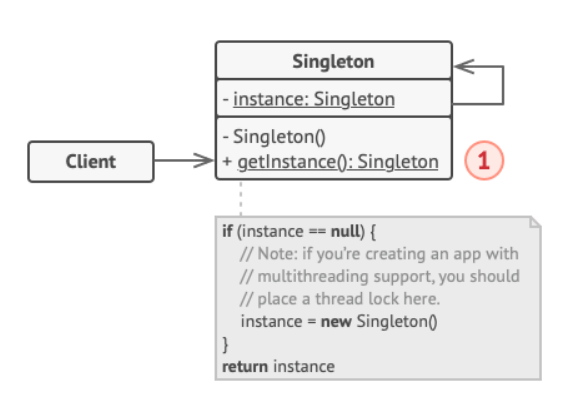 Singleton
- instance: Singleton
- Singleton()
+ getInstance(): Singleton
Client
1
if (instance == null) {
// Note: if you're creating an app with
// multithreading support, you should
// place a thread lock here.
instance = new Singleton()
}
return instance